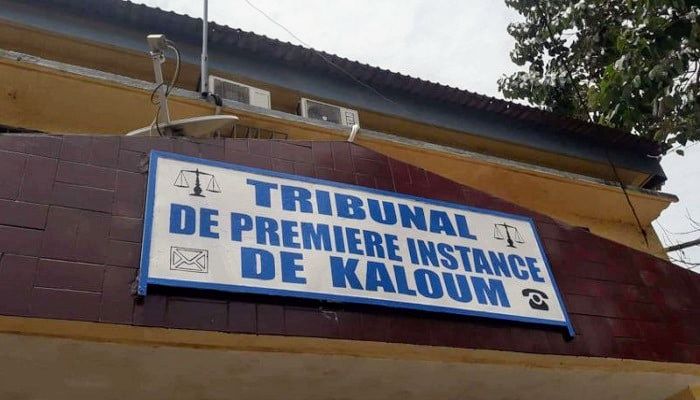 TRIBUNAL
DE PREMIERE INSTANCE
DE KALOUM